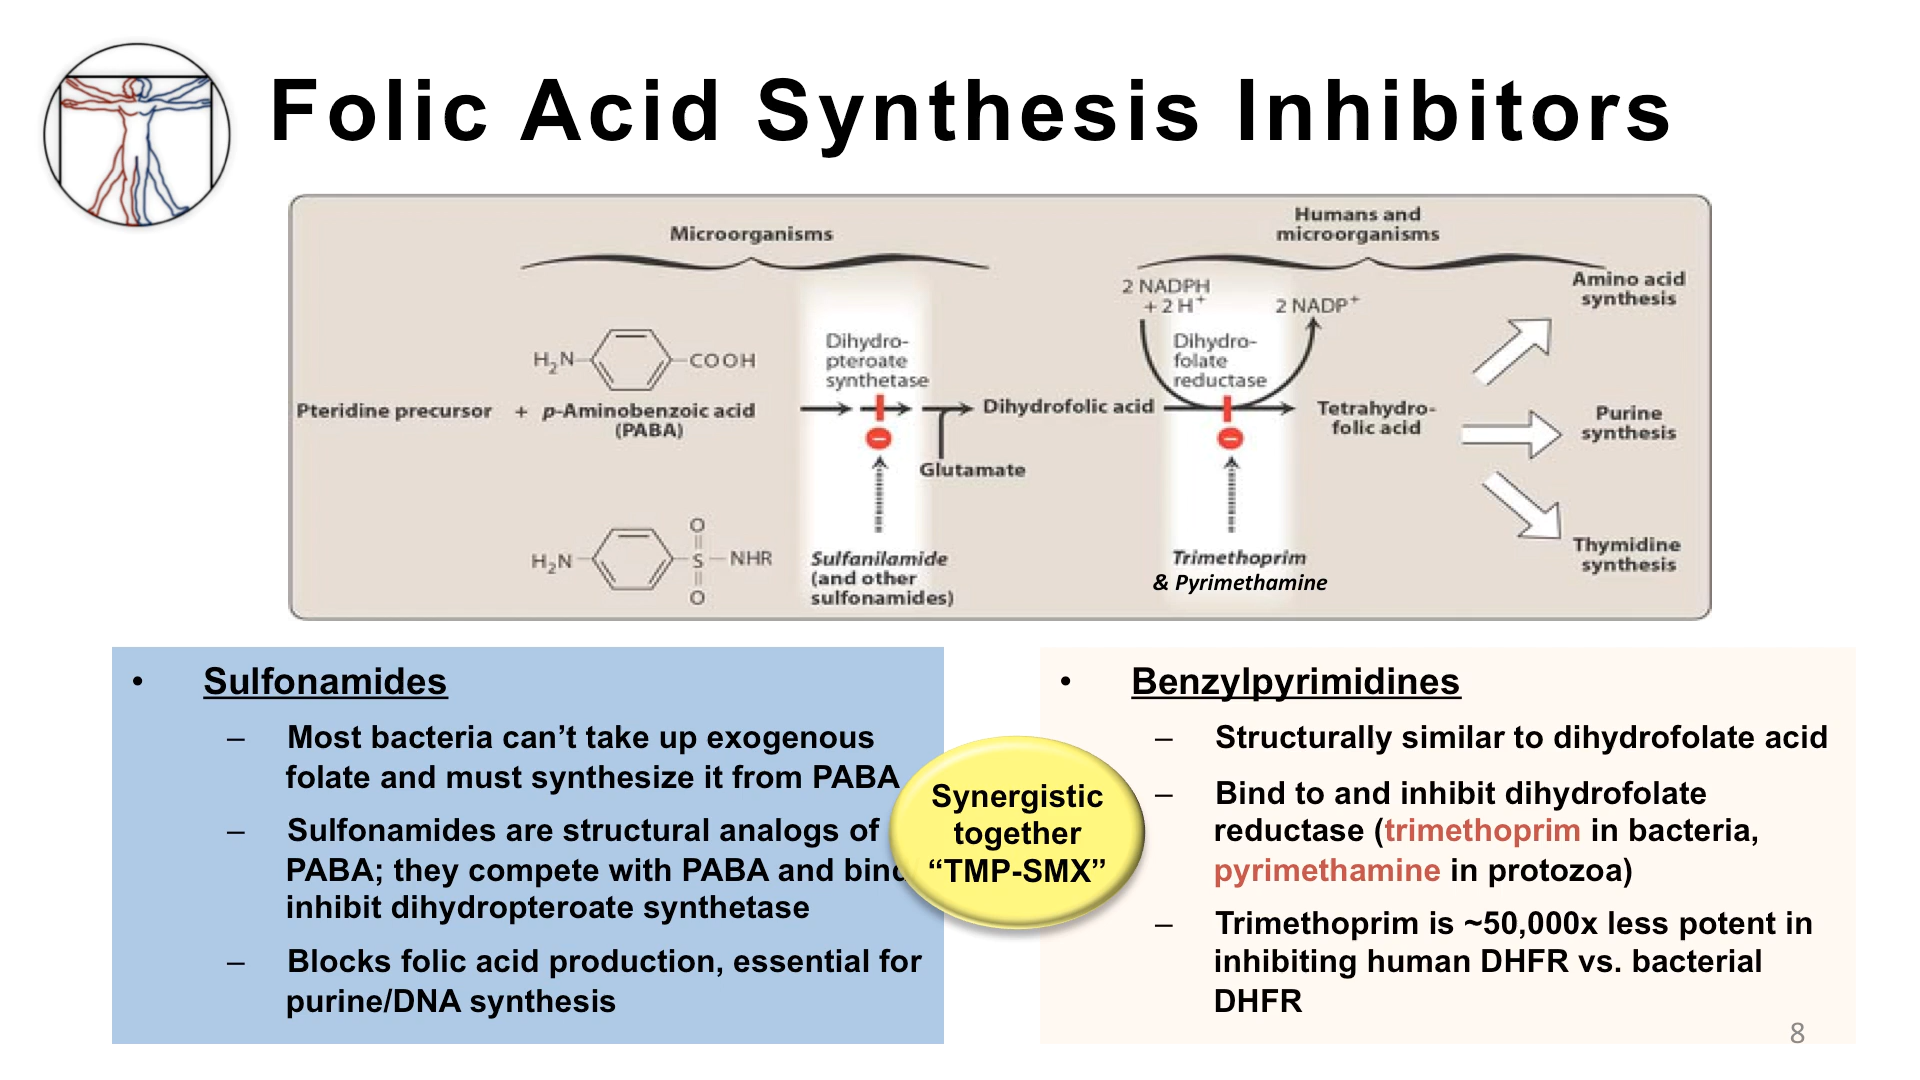 Folic Acid Synthesis Inhibitors
Microorganisms
Humans and
microorganisms
2 NADPH
+ 2 H+
2 NADP+
Amino acid
synthesis
H2N
COOH
Dihydro-
pteroate
synthetase
Dihydro-
folate
reductase
Pteridine precursor + p-Aminobenzoic acid
(PABA)
Dihydrofolic acid
Tetrahydro-
folic acid
Purine
synthesis
Glutamate
H2N
O
S
O
NHR
Sulfanilamide
(and other
sulfonamides)
Trimethoprim
& Pyrimethamine
Thymidine
synthesis
• Sulfonamides
– Most bacteria can’t take up exogenous
folate and must synthesize it from PABA
– Sulfonamides are structural analogs of
PABA; they compete with PABA and bind
inhibit dihydropteroate synthetase
– Blocks folic acid production, essential for
purine/DNA synthesis
Synergistic
together
“TMP-SMX”
• Benzylpyrimidines
– Structurally similar to dihydrofolate acid
– Bind to and inhibit dihydrofolate
reductase (trimethoprim in bacteria,
pyrimethamine in protozoa)
– Trimethoprim is ~50,000x less potent in
inhibiting human DHFR vs. bacterial
DHFR
8